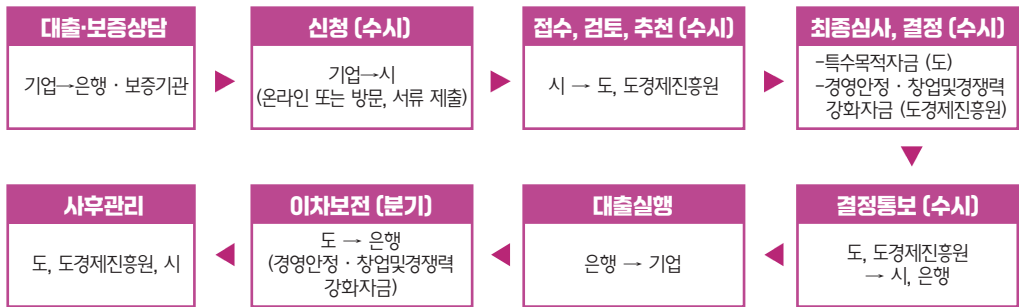 대출·보증상담
기업→은행 · 보증기관
신청 (수시)
기업→시
(온라인 또는 방문, 서류 제출)
접수, 검토, 추천 (수시)
시 → 도, 도경제진흥원
최종심사, 결정 (수시)
-특수목적자금 (도)
-경영안정 · 창업및경쟁력
강화자금 (도경제진흥원)
결정통보 (수시)
도, 도경제진흥원
→ 시, 은행
대출실행
은행 → 기업
이차보전 (분기)
도 → 은행
(경영안정 · 창업및경쟁력
강화자금)
사후관리
도, 도경제진흥원, 시